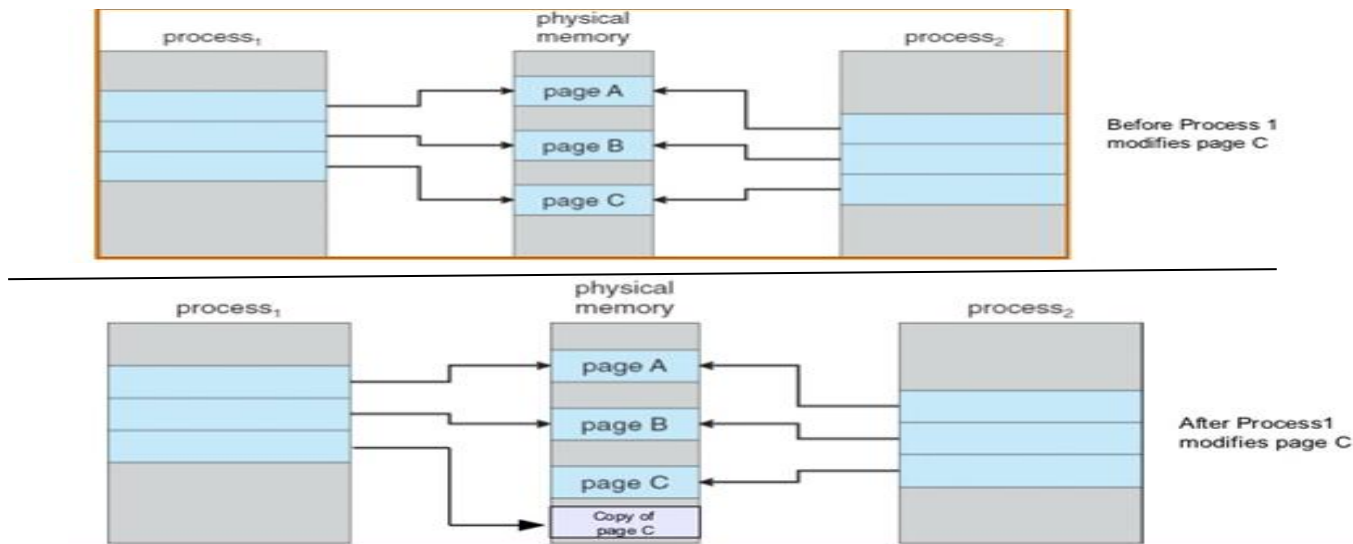 physical
memory
process₁
process₂
page A
page B
page C
Before Process 1
modifies page C
physical
memory
process₁
process₂
page A
page B
page C
Copy of
page C
After Process1
modifies page C